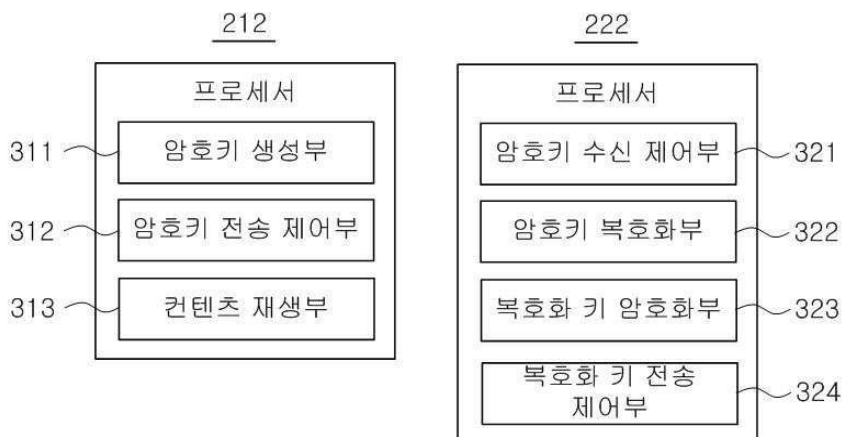 212
프로세서
311
암호키 생성부
312
암호키 전송 제어부
313
컨텐츠 재생부
222
프로세서
암호키 수신 제어부
321
암호키 복호화부
322
복호화 키 암호화부
323
복호화 키 전송
제어부
324